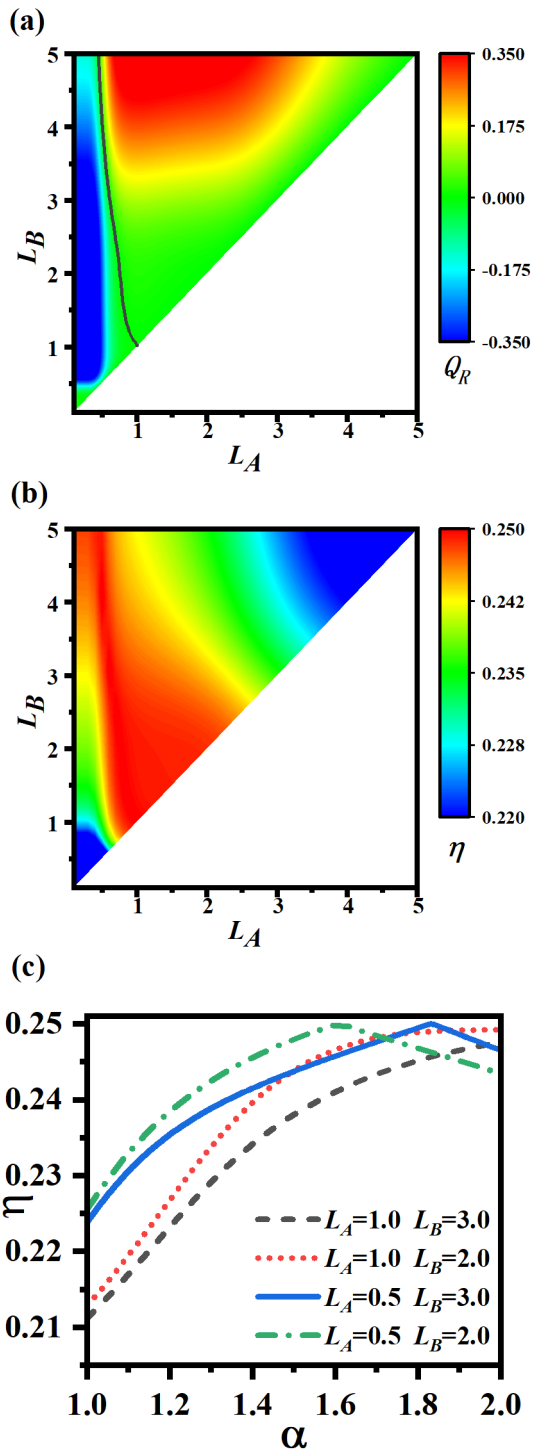 (a)
5
4
3
2
1
L_B
1 2 3 4 5
L_A
0.350
0.175
0.000
-0.175
-0.350
Q_R
(b)
5
4
3
2
1
L_B
1 2 3 4 5
L_A
0.250
0.242
0.235
0.228
0.220
η
(c)
0.25
0.24
0.23
0.22
0.21
η
L_A=1.0 L_B=3.0
L_A=1.0 L_B=2.0
L_A=0.5 L_B=3.0
L_A=0.5 L_B=2.0
1.0 1.2 1.4 1.6 1.8 2.0
α